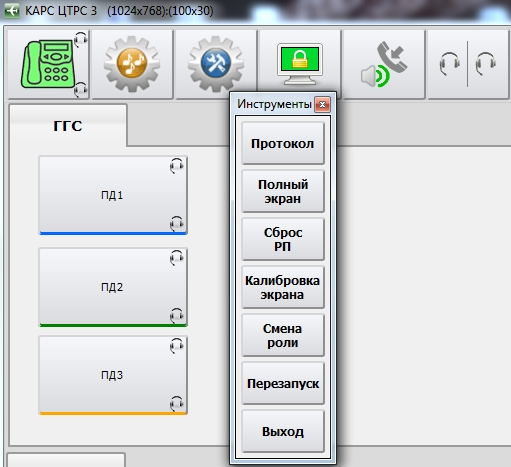 КАРС ЦТРС 3 (1024x768):(100x30)
Инструменты
ГГС
Протокол
ПД1
Полный
экран
Сброс
РП
ПД2
Калибровка
экрана
Смена
роли
ПД3
Перезапуск
Выход